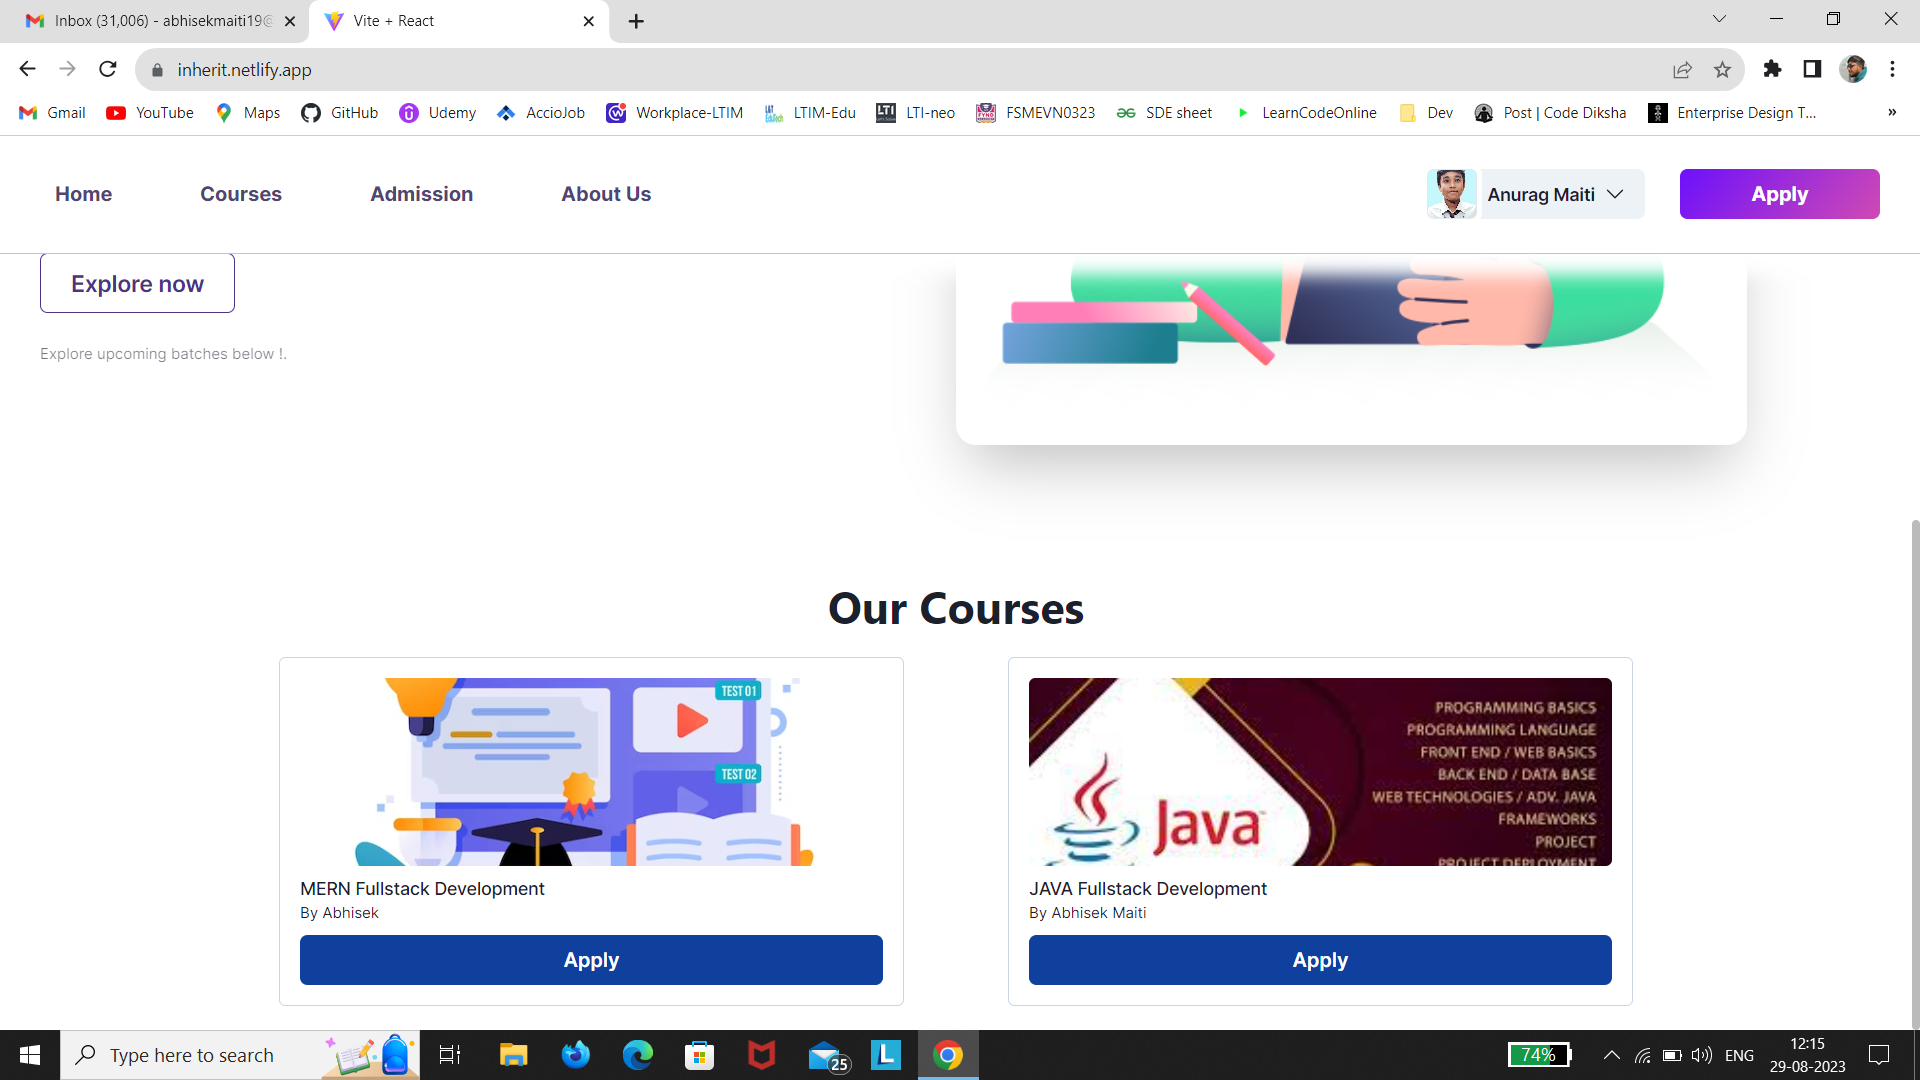 Inbox (31,006) - abhisekmaiti19@
Vite + React
inherit.netlify.app
Gmail YouTube Maps GitHub Udemy AccioJob Workplace-LTIM LTIM-Edu LTI-neo FSMEVN0323 SDE sheet LearnCodeOnline Dev Post | Code Diksha Enterprise Design T... »
Home Courses Admission About Us Anurag Maiti Apply
Explore now
Explore upcoming batches below !.
Our Courses
TEST 01
TEST 02
MERN Fullstack Development
By Abhisek
Apply
PROGRAMMING BASICS
PROGRAMMING LANGUAGE
FRONT END / WEB BASICS
BACK END / DATA BASE
WEB TECHNOLOGIES / ADV. JAVA
FRAMEWORKS
PROJECT
PROJECT DEPLOYMENT
Java
JAVA Fullstack Development
By Abhisek Maiti
Apply
Type here to search
25
74%
ENG
12:15
29-08-2023